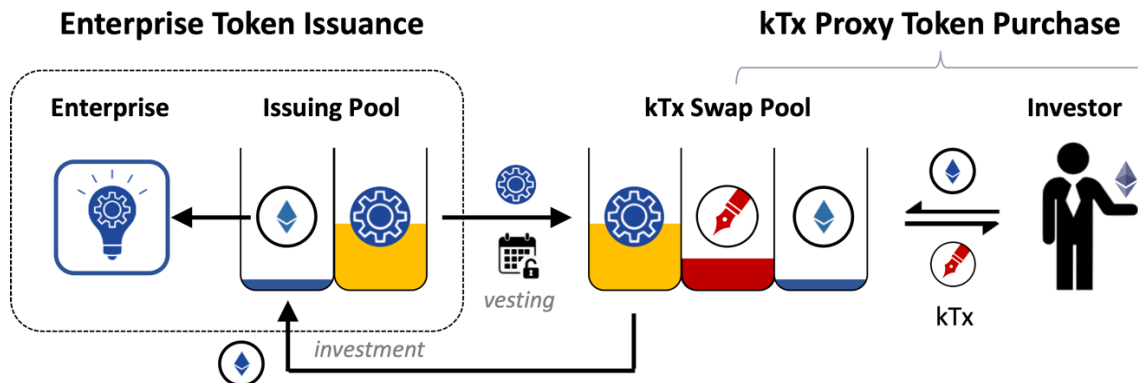 Enterprise Token Issuance
kTx Proxy Token Purchase
Enterprise
Issuing Pool
kTx Swap Pool
Investor
vesting
kTx
investment